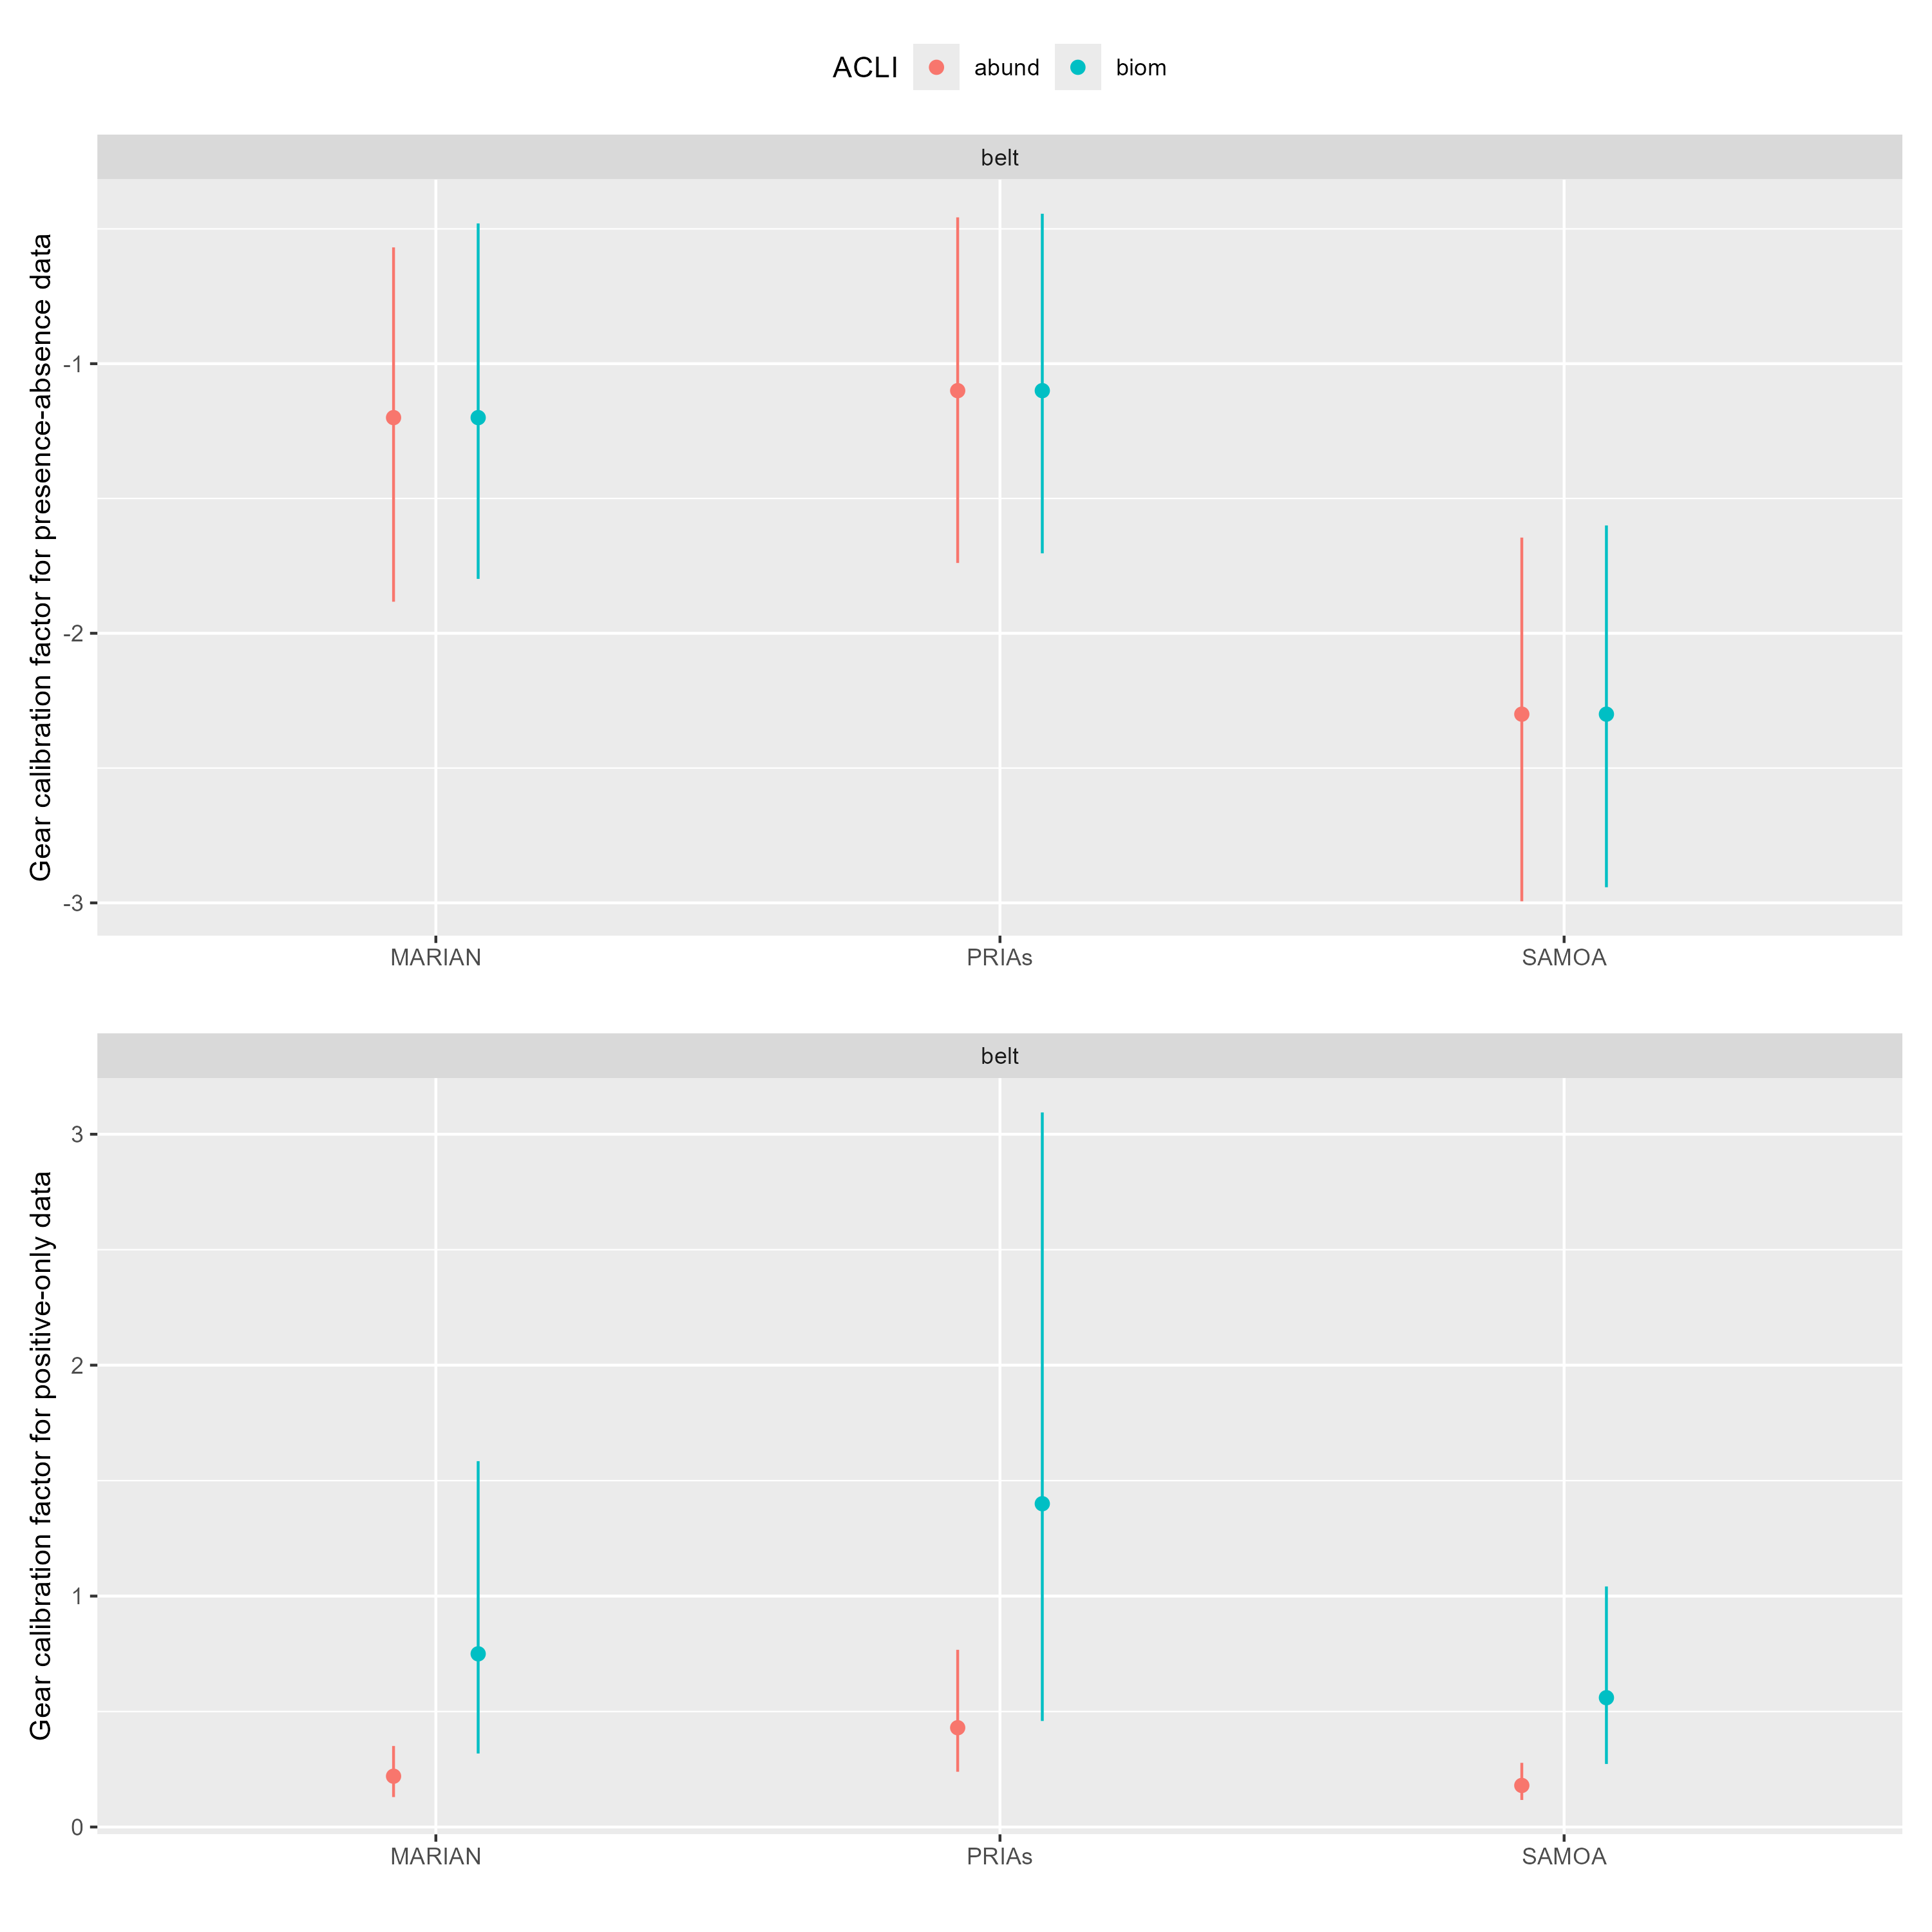 ACLI abund biom
belt
Gear calibration factor for presence-absence data
-1
-2
-3
MARIAN PRIAs SAMOA
belt
Gear calibration factor for positive-only data
3
2
1
0
MARIAN PRIAs SAMOA